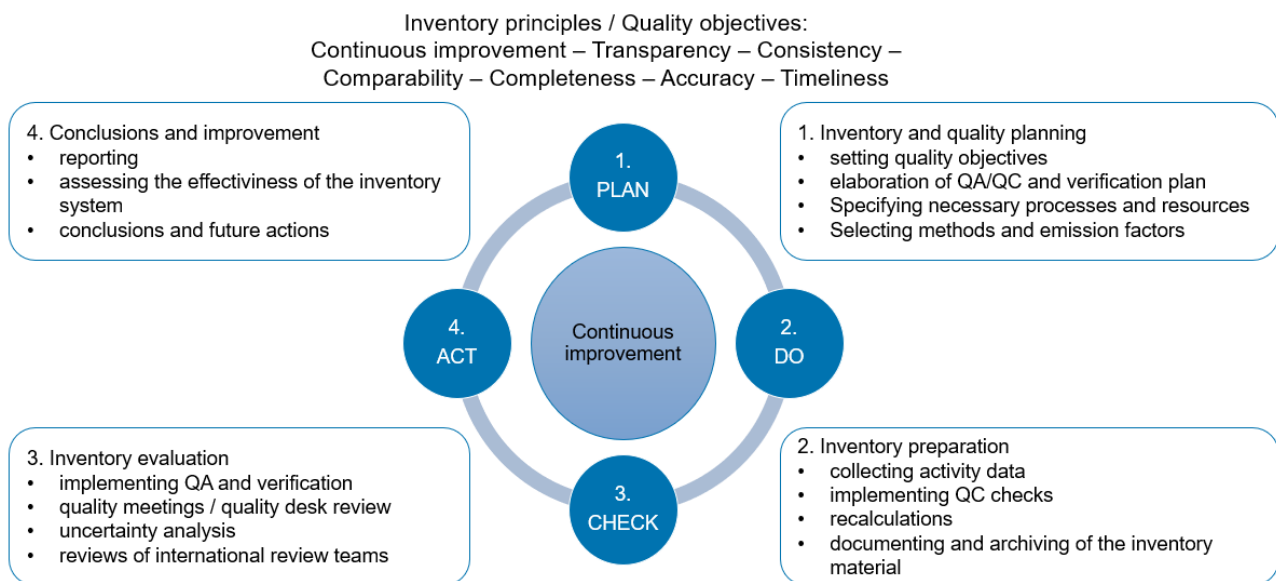 Inventory principles / Quality objectives:
Continuous improvement – Transparency – Consistency –
Comparability – Completeness – Accuracy – Timeliness
4. Conclusions and improvement
• reporting
• assessing the effectiviness of the inventory
system
• conclusions and future actions
1.
PLAN
1. Inventory and quality planning
• setting quality objectives
• elaboration of QA/QC and verification plan
• Specifying necessary processes and resources
• Selecting methods and emission factors
4.
ACT
Continuous
improvement
2.
DO
3. Inventory evaluation
• implementing QA and verification
• quality meetings / quality desk review
• uncertainty analysis
• reviews of international review teams
3.
CHECK
2. Inventory preparation
• collecting activity data
• implementing QC checks
• recalculations
• documenting and archiving of the inventory
material